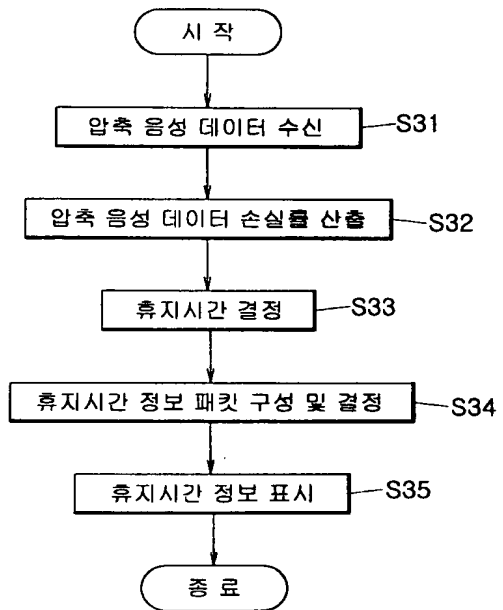 시 작
압축 음성 데이터 수신
S31
압축 음성 데이터 손실률 산출
S32
휴지시간 결정
S33
휴지시간 정보 패킷 구성 및 결정
S34
휴지시간 정보 표시
S35
종 료